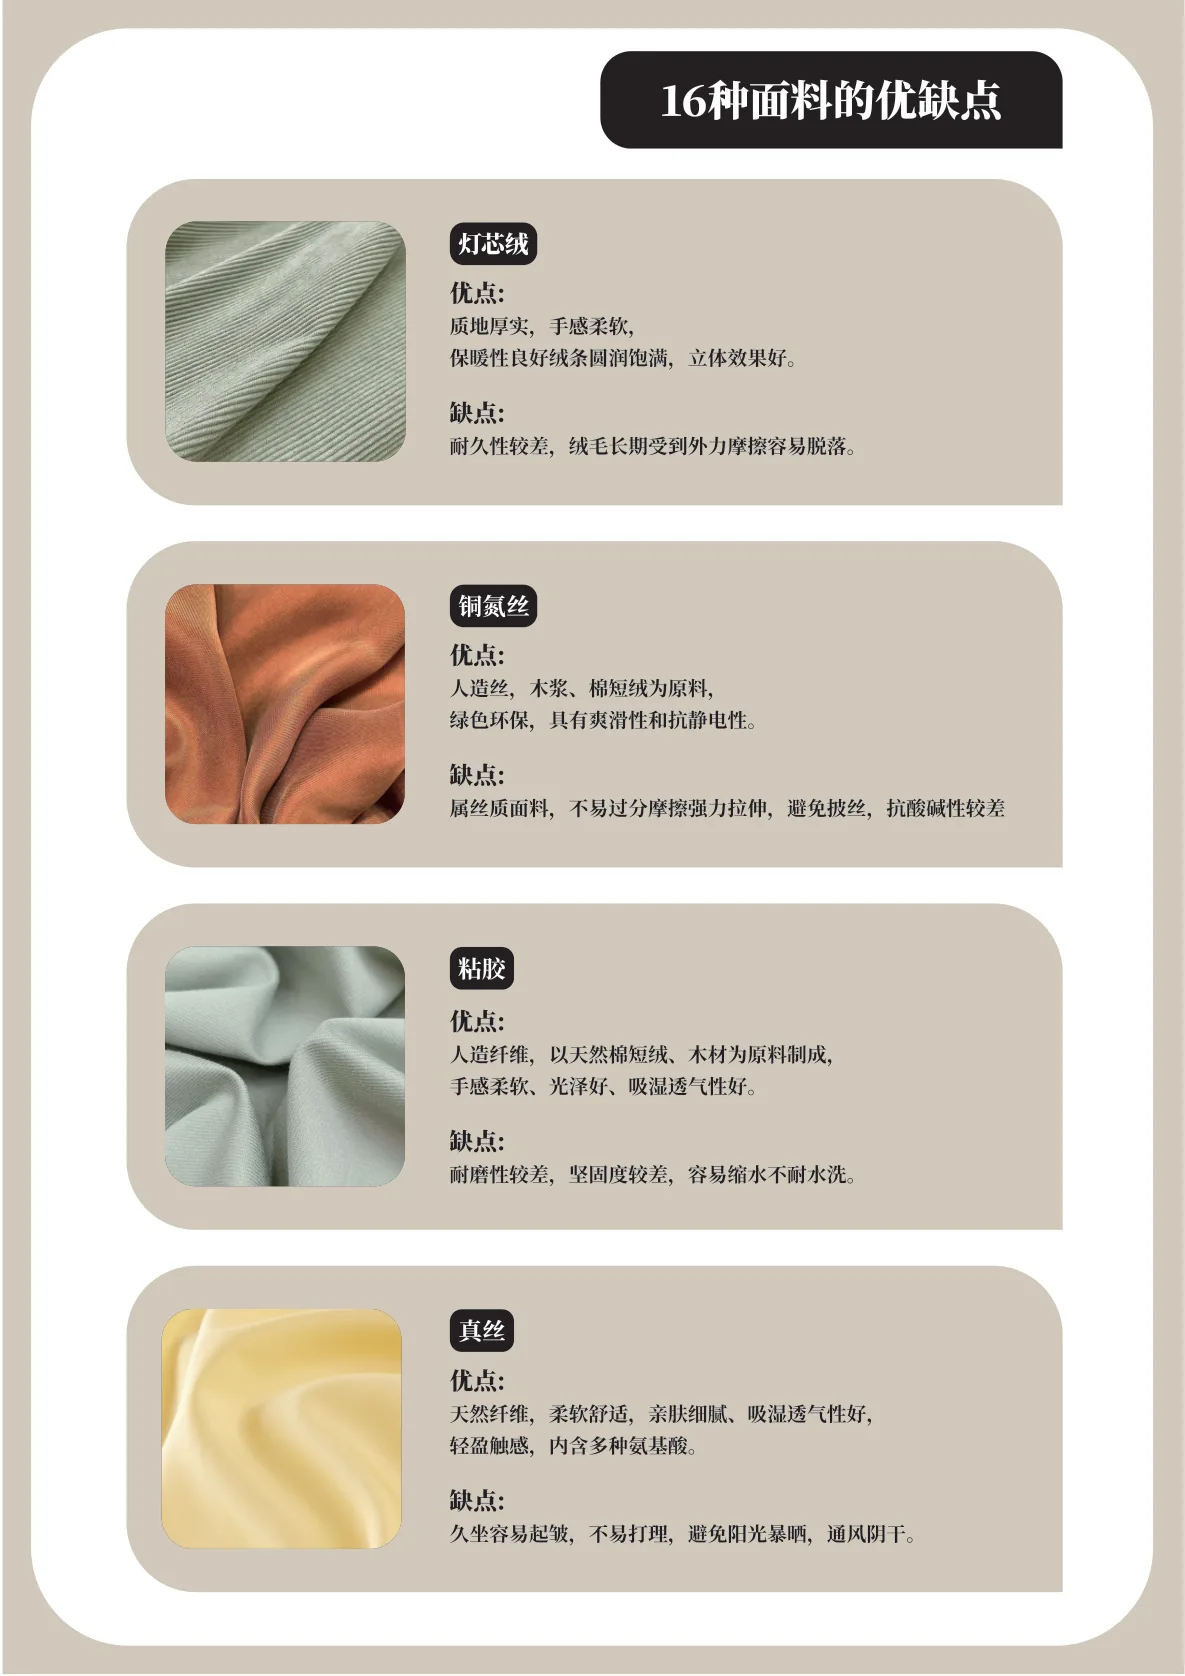 16种面料的优缺点
灯芯绒
优点:
质地厚实，手感柔软，
保暖性良好绒条圆润饱满，立体效果好。
缺点:
耐久性较差，绒毛长期受到外力摩擦容易脱落。
铜氮丝
优点:
人造丝，木浆、棉短绒为原料，
绿色环保，具有爽滑性和抗静电性。
缺点:
属丝质面料，不易过分摩擦强力拉伸，避免披丝，抗酸碱性较差
粘胶
优点:
人造纤维，以天然棉短绒、木材为原料制成，
手感柔软、光泽好、吸湿透气性好。
缺点:
耐磨性较差，坚固度较差，容易缩水不耐水洗。
真丝
优点:
天然纤维，柔软舒适，亲肤细腻、吸湿透气性好，
轻盈触感，内含多种氨基酸。
缺点:
久坐容易起皱，不易打理，避免阳光暴晒，通风阴干。